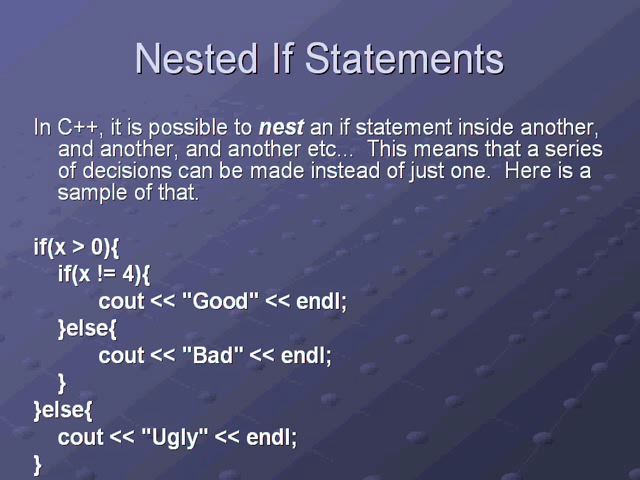 Nested If Statements
In C++, it is possible to nest an if statement inside another,
and another, and another etc... This means that a series
of decisions can be made instead of just one. Here is a
sample of that.
if(x > 0){
if(x != 4){
cout << "Good" << endl;
}else{
cout << "Bad" << endl;
}
}else{
cout << "Ugly" << endl;
}